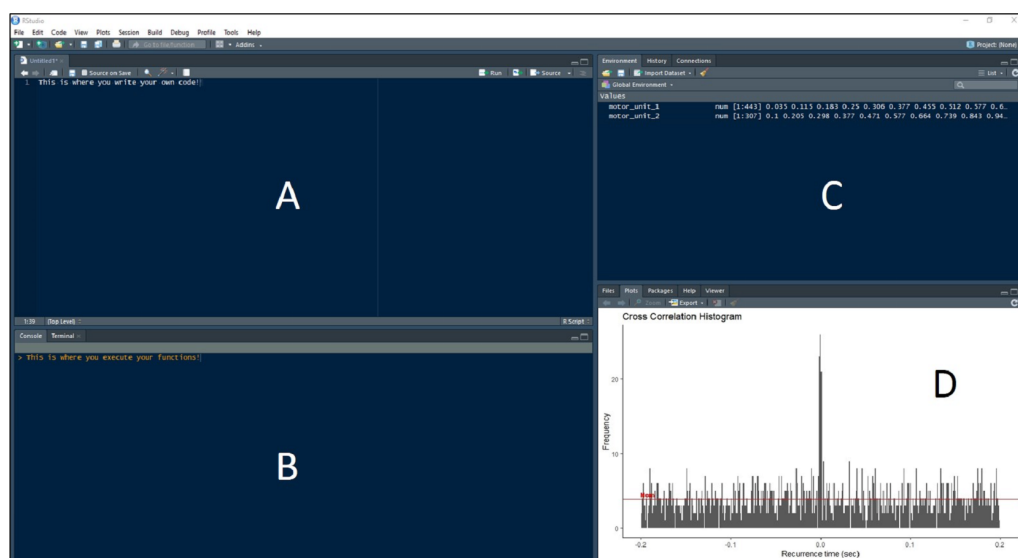 RStudio
File Edit Code View Plots Session Build Debug Profile Tools Help
Go to file/function Addins
Project: (None)
Untitled1*
Source on Save Run Source
1 This is where you write your own code!
A
1:39 (Top Level) R Script
Console Terminal
> This is where you execute your functions!
B
Environment History Connections
Import Dataset List
Global Environment
values
motor_unit_1 num [1:443] 0.035 0.115 0.183 0.25 0.306 0.377 0.455 0.512 0.577 0.6…
motor_unit_2 num [1:307] 0.1 0.205 0.298 0.377 0.471 0.577 0.664 0.739 0.843 0.94…
C
Files Plots Packages Help Viewer
Zoom Export
Cross Correlation Histogram
D
Frequency
20
10
0
-0.2 -0.1 0.0 0.1 0.2
Recurrence time (sec)